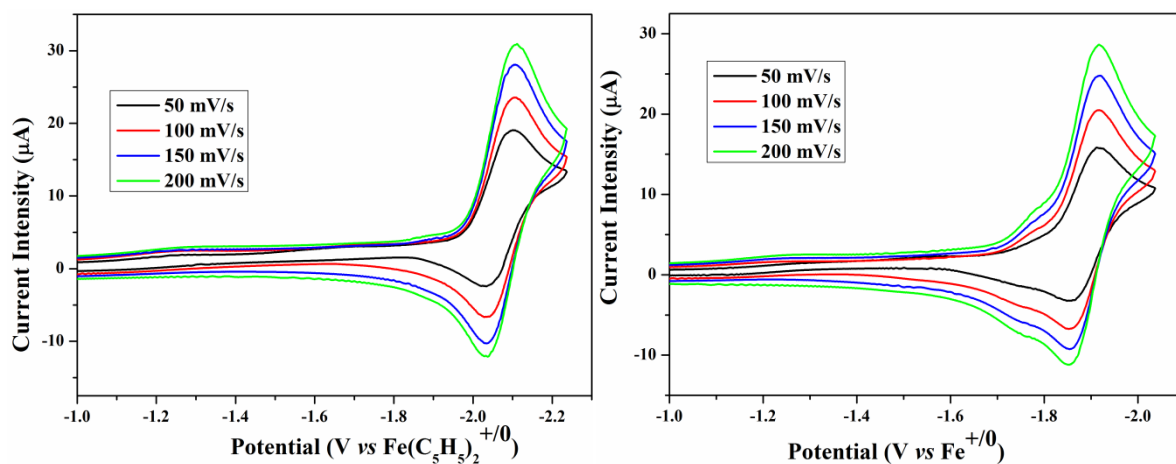 Current Intensity (μA)
30
20
10
0
-10
50 mV/s
100 mV/s
150 mV/s
200 mV/s
-1.0 -1.2 -1.4 -1.6 -1.8 -2.0 -2.2
Potential (V vs Fe(C₅H₅)₂⁺/⁰)
Current Intensity (μA)
30
20
10
0
-10
50 mV/s
100 mV/s
150 mV/s
200 mV/s
-1.0 -1.2 -1.4 -1.6 -1.8 -2.0
Potential (V vs Fe⁺/⁰)